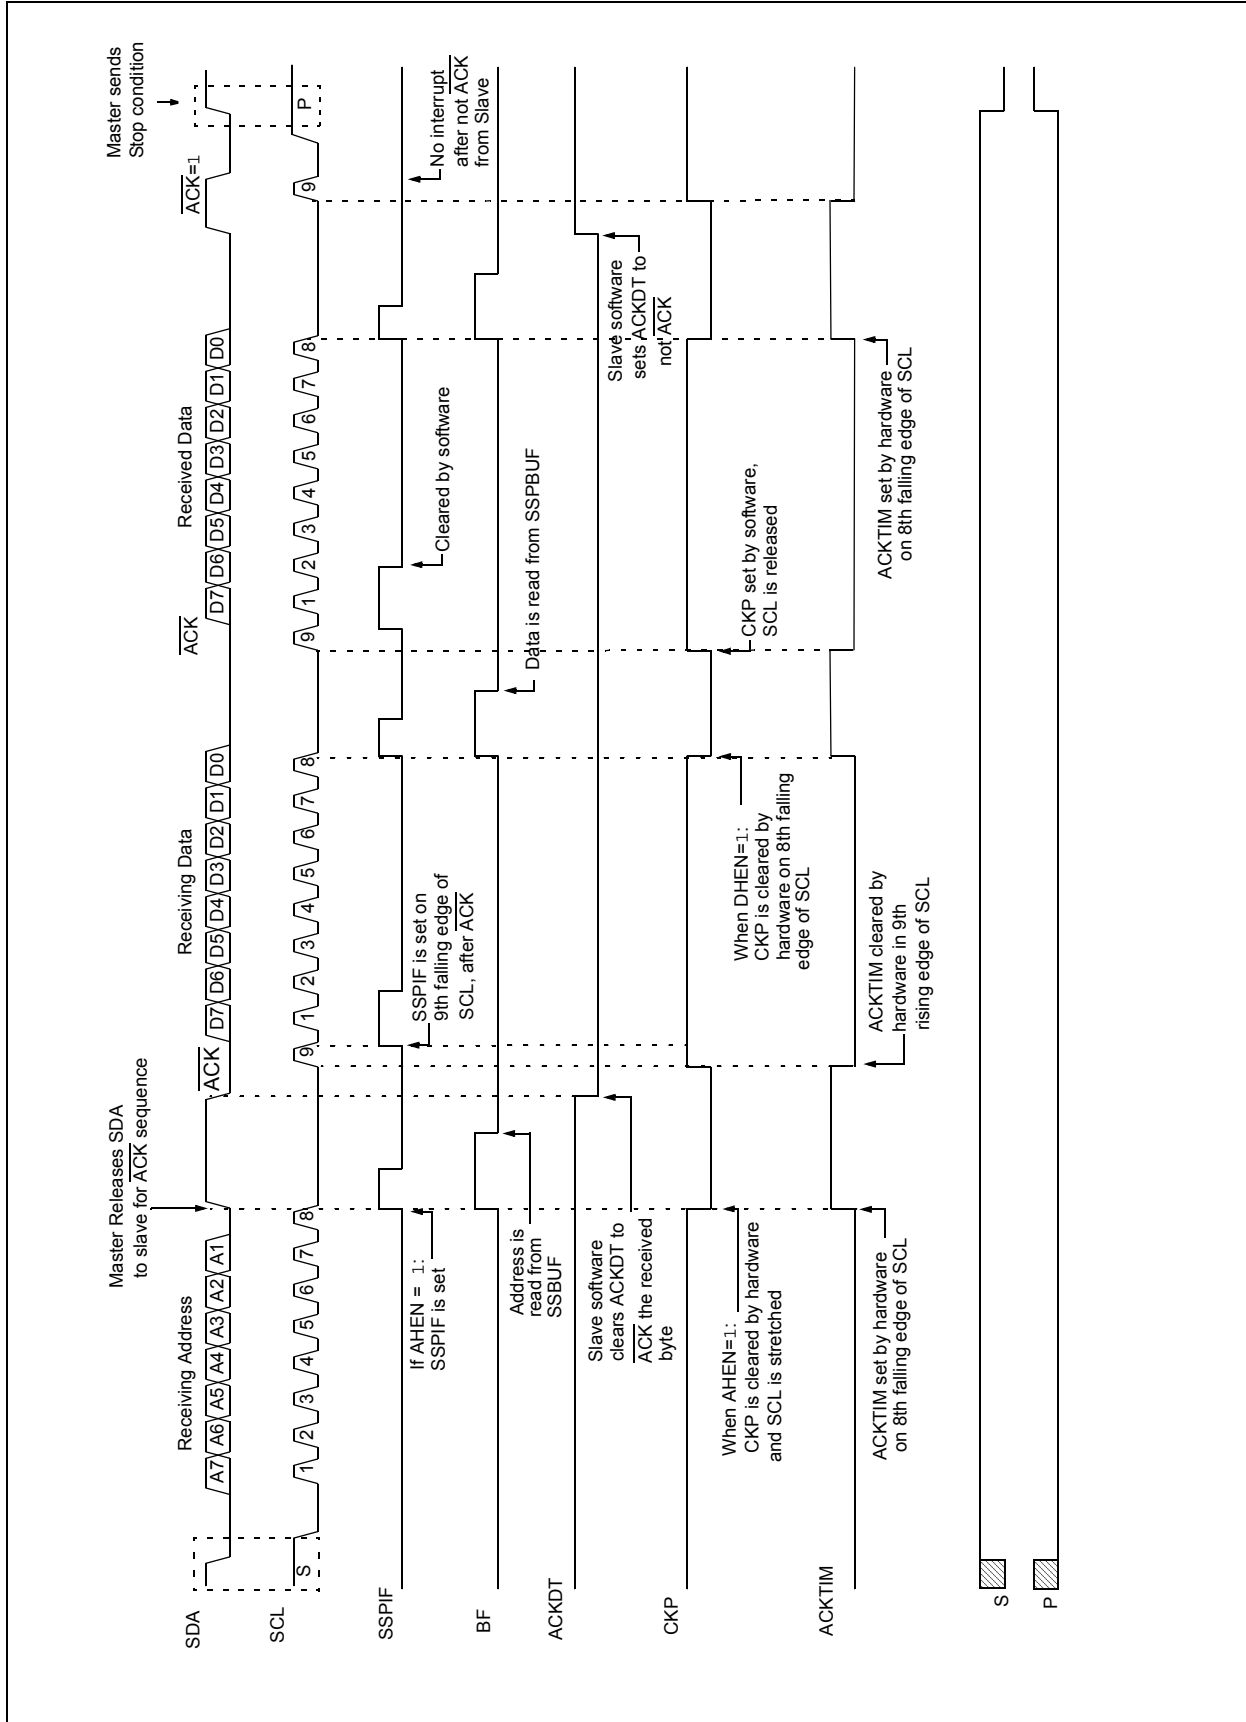 Master Releases SDA
to slave for ACK sequence
Master sends
Stop condition
Receiving Address
Receiving Data
Received Data
ACK
ACK
ACK=1
SDA
A7 A6 A5 A4 A3 A2 A1
D7 D6 D5 D4 D3 D2 D1 D0
D7 D6 D5 D4 D3 D2 D1 D0
SCL
S
1 2 3 4 5 6 7 8 9
1 2 3 4 5 6 7 8 9
1 2 3 4 5 6 7 8 9
P
SSPIF
If AHEN = 1:
SSPIF is set
SSPIF is set on
9th falling edge of
SCL, after ACK
Cleared by software
No interrupt
after not ACK
from Slave
BF
Address is
read from
SSBUF
Data is read from SSPBUF
ACKDT
Slave software
clears ACKDT to
ACK the received
byte
Slave software
sets ACKDT to
not ACK
CKP
When AHEN=1:
CKP is cleared by hardware
and SCL is stretched
When DHEN=1:
CKP is cleared by
hardware on 8th falling
edge of SCL
CKP set by software,
SCL is released
ACKTIM
ACKTIM set by hardware
on 8th falling edge of SCL
ACKTIM cleared by
hardware in 9th
rising edge of SCL
ACKTIM set by hardware
on 8th falling edge of SCL
S
P